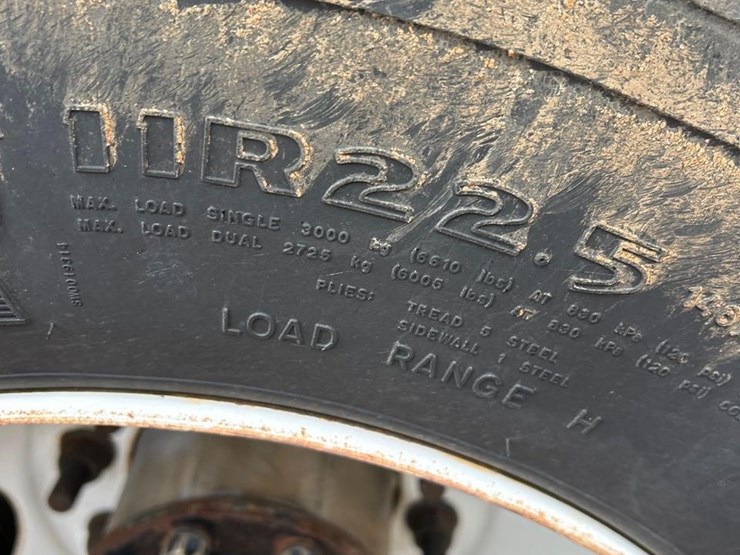 11R22.5
MAX. LOAD SINGLE 3000 kg (6610 lbs) AT 830 kPa (120 psi)
MAX. LOAD DUAL 2725 kg (6005 lbs) AT 830 kPa (120 psi)
PLIES: TREAD 5 STEEL
SIDEWALL 1 STEEL
LOAD RANGE H